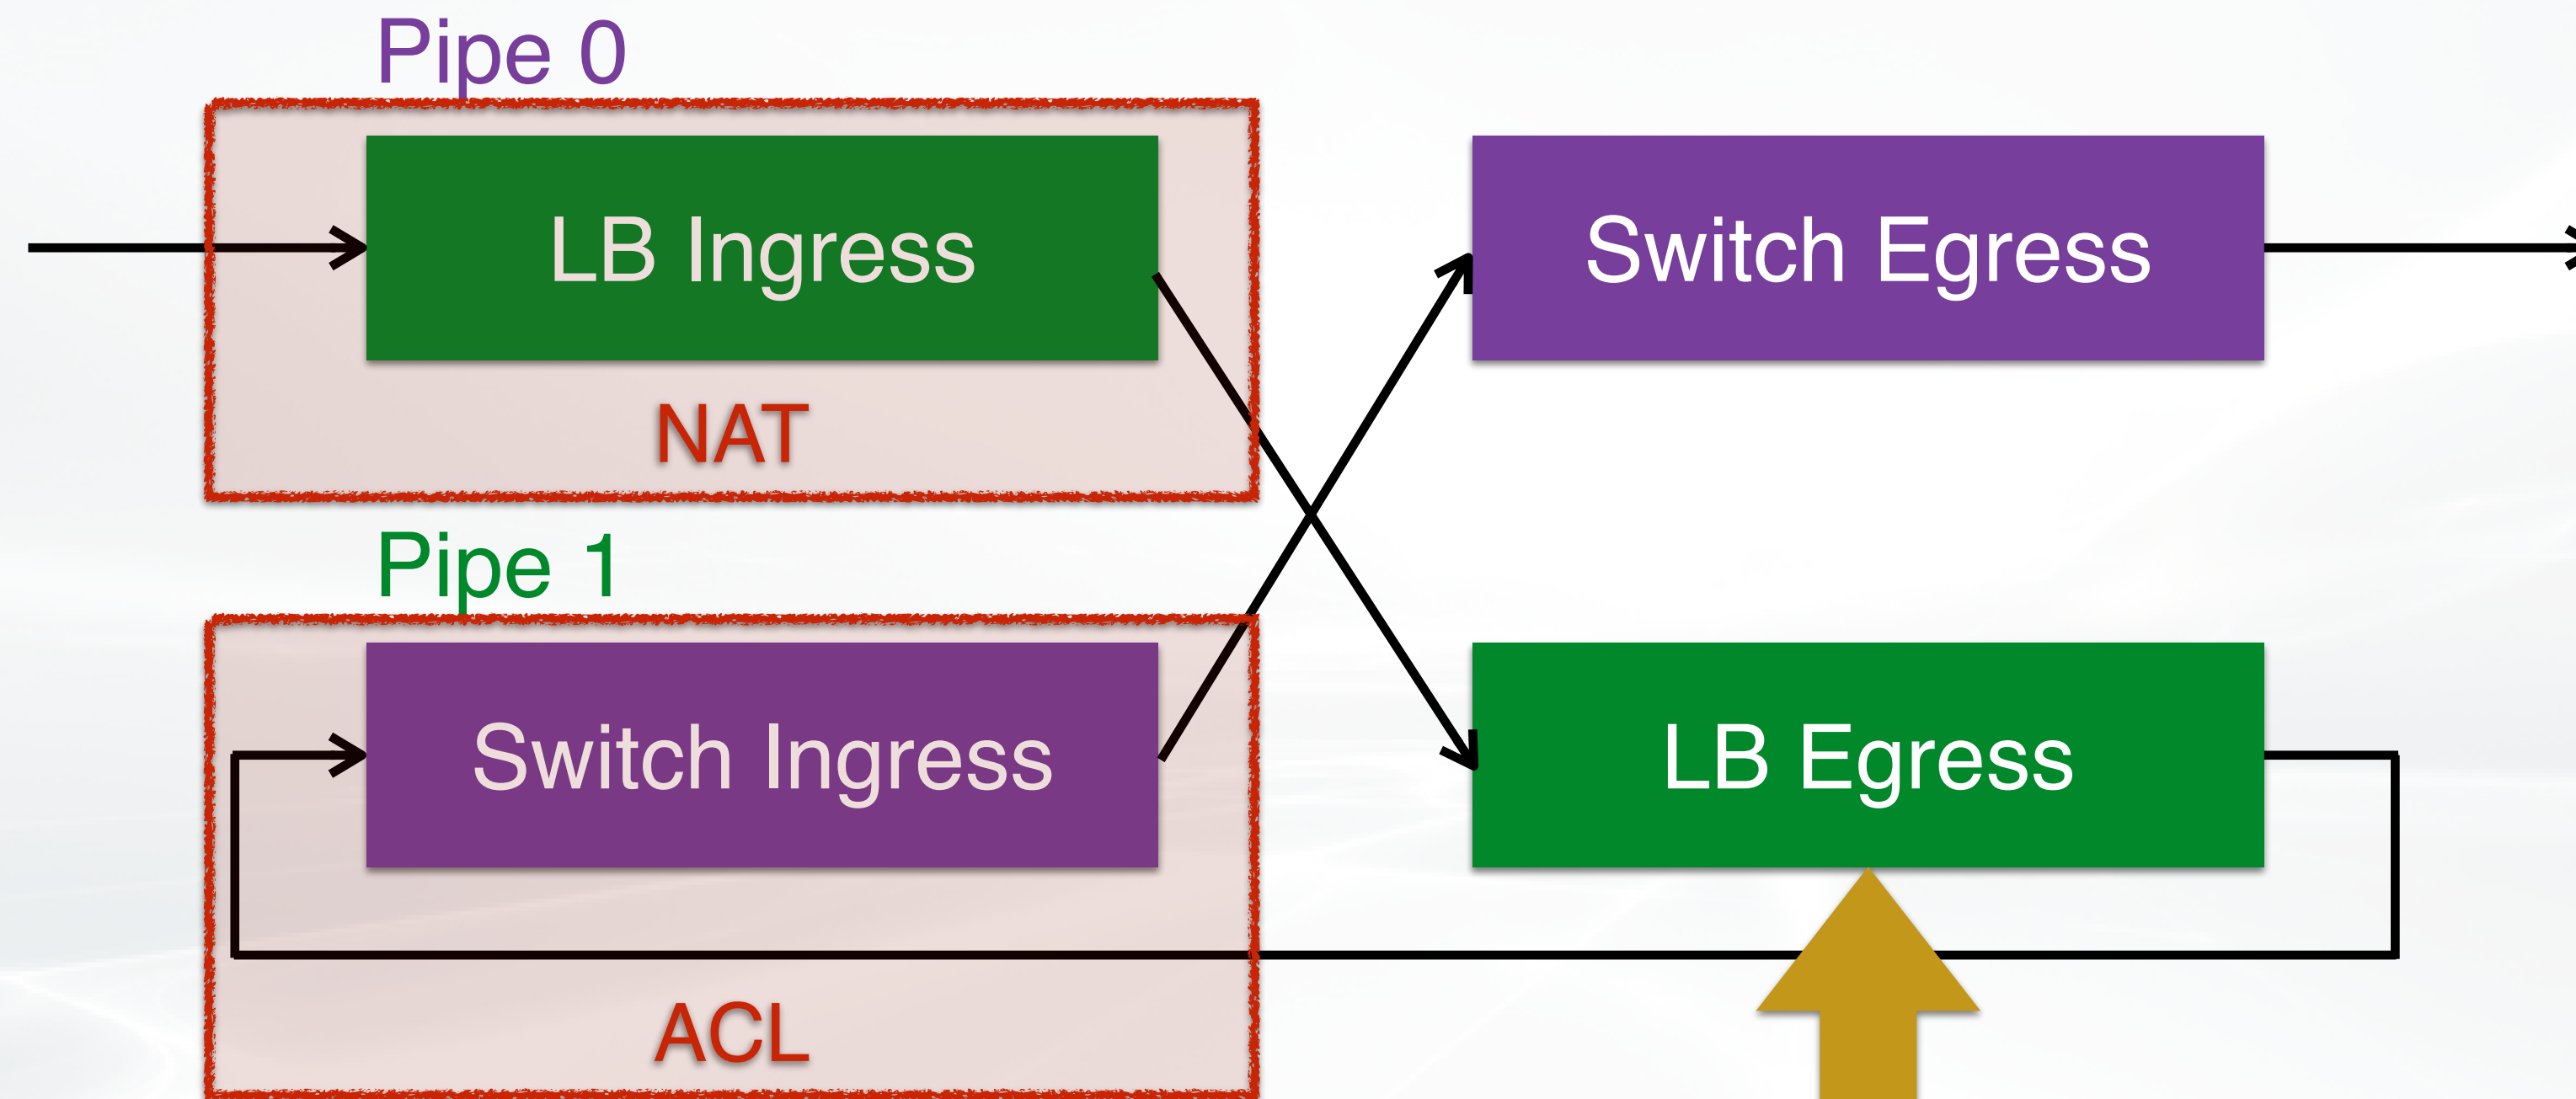 Pipe 0
LB Ingress
Switch Egress
NAT
Pipe 1
Switch Ingress
LB Egress
ACL